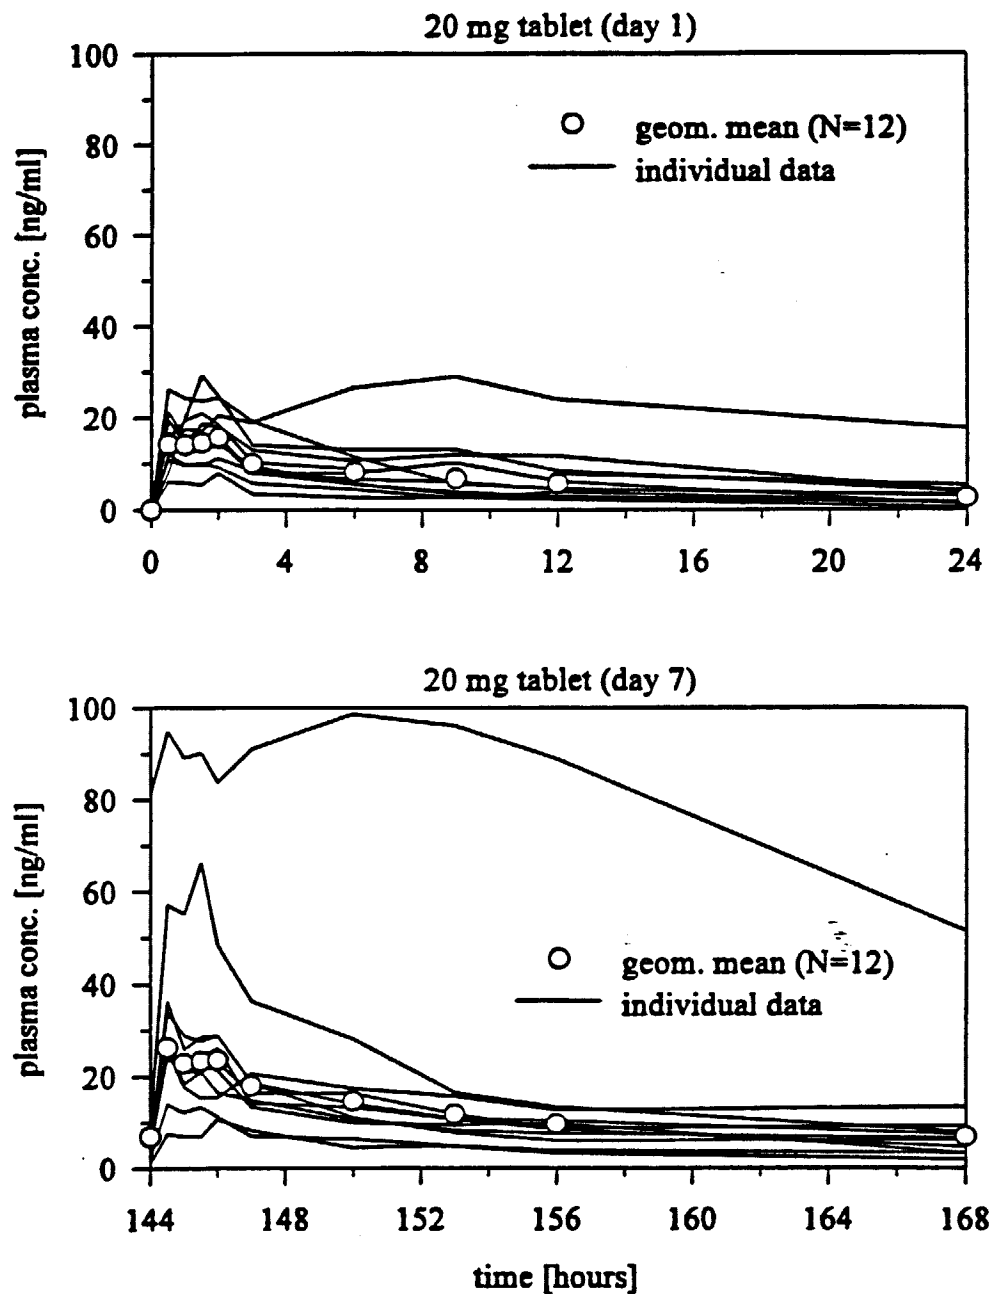 20 mg tablet (day 1)
100
80
60
40
20
0
plasma conc. [ng/ml]
geom. mean (N=12)
individual data
0 4 8 12 16 20 24
20 mg tablet (day 7)
100
80
60
40
20
0
plasma conc. [ng/ml]
geom. mean (N=12)
individual data
144 148 152 156 160 164 168
time [hours]